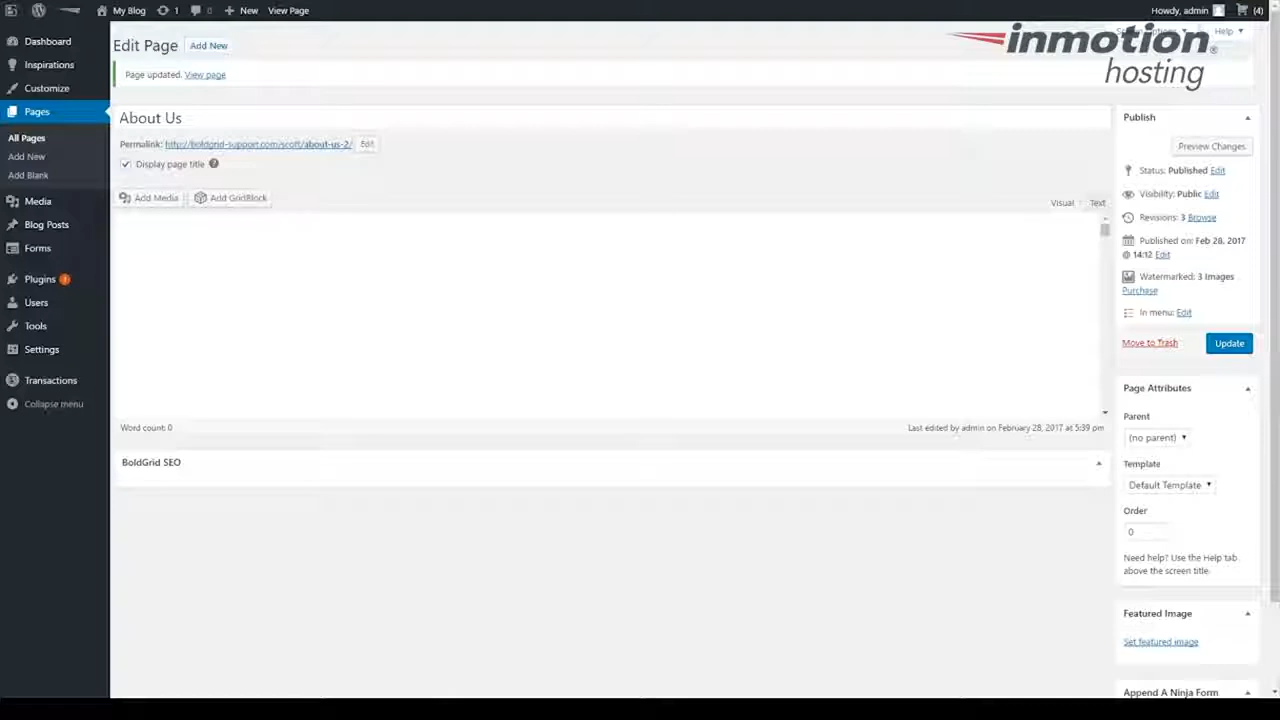 My Blog 1 0 + New View Page
Howdy, admin (4)
Dashboard
Inspirations
Customize
Pages
All Pages
Add New
Add Blank
Media
Blog Posts
Forms
Plugins
Users
Tools
Settings
Transactions
Collapse menu
Edit Page Add New
Help
inmotion
hosting
Page updated. View page
About Us
Permalink: http://boldgrid-support.com/scott/about-us-2/ Edit
Display page title
Add Media Add GridBlock
Visual Text
Word count: 0
Last edited by admin on February 28, 2017 at 5:39 pm
BoldGrid SEO
Publish
Preview Changes
Status: Published Edit
Visibility: Public Edit
Revisions: 3 Browse
Published on: Feb 28, 2017
@ 14:12 Edit
Watermarked: 3 Images
Purchase
In menu: Edit
Move to Trash Update
Page Attributes
Parent
(no parent)
Template
Default Template
Order
0
Need help? Use the Help tab
above the screen title.
Featured Image
Set featured image
Append A Ninja Form